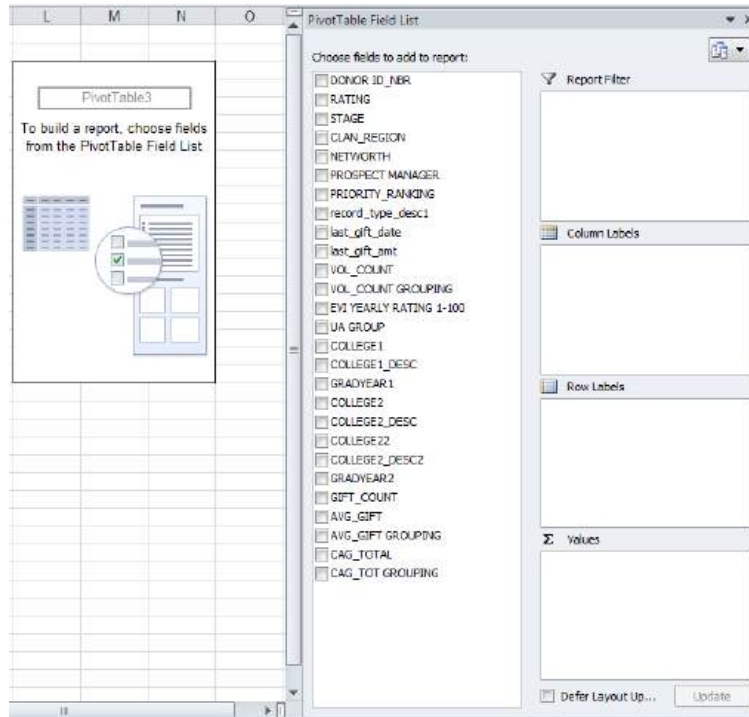 L M N O
PivotTable3
To build a report, choose fields
from the PivotTable Field List
PivotTable Field List
Choose fields to add to report:
DONOR ID_NBR
RATING
STAGE
CLAN_REGION
NETWORTH
PROSPECT MANAGER
PRIORITY_RANKING
record_type_desc1
last_gift_date
last_gift_amt
VOL_COUNT
VOL_COUNT GROUPING
EVI YEARLY RATING 1-100
UA GROUP
COLLEGE1
COLLEGE1_DESC
GRADYEAR1
COLLEGE2
COLLEGE2_DESC
COLLEGE22
COLLEGE2_DESC2
GRADYEAR2
GIFT_COUNT
AVG_GIFT
AVG_GIFT GROUPING
CAG_TOTAL
CAG_TOT GROUPING
Report Filter
Column Labels
Row Labels
Σ Values
Defer Layout Up...
Update